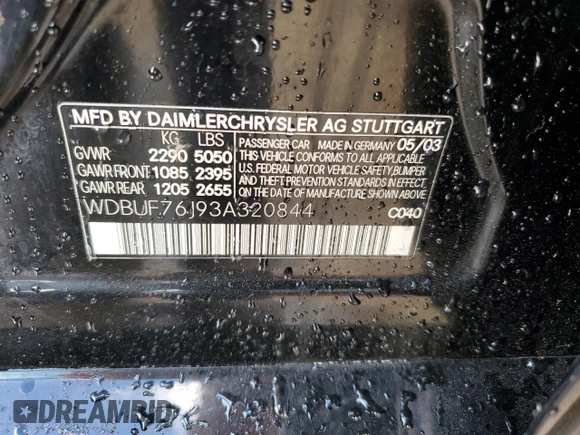 MFD BY DAIMLERCHRYSLER AG STUTTGART
KG LBS
GVWR 2290 5050
GAWR FRONT 1085 2395
GAWR REAR 1205 2655
PASSENGER CAR MADE IN GERMANY 05/03
THIS VEHICLE CONFORMS TO ALL APPLICABLE
U.S. FEDERAL MOTOR VEHICLE SAFETY, BUMPER
AND THEFT PREVENTION STANDARDS IN EFFECT
ON THE DATE OF MANUFACTURE SHOWN ABOVE.
WDBUF76J93A320844 C040
DREAMBID